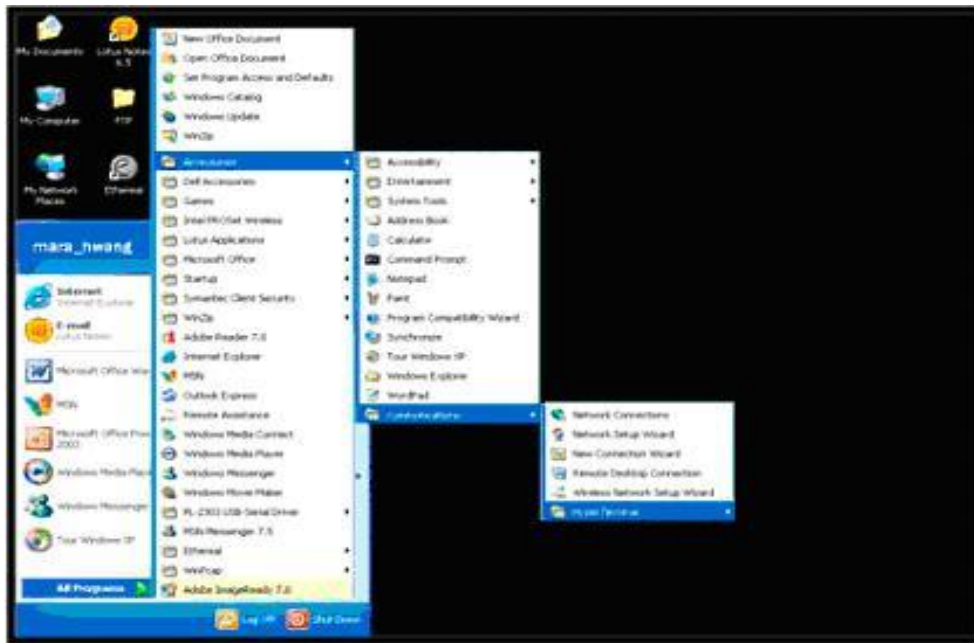 My Documents
Lotus Notes
6.5
My Computer
FTP
My Network
Places
Ethereal
mara_hwang
Internet
Internet Explorer
E-mail
Lotus Notes
Microsoft Office
MSN
Microsoft Office
2003
Windows Media
Windows Messenger
Tour Windows XP
All Programs
New Office Document
Open Office Document
Set Program Access and Defaults
Windows Catalog
Windows Update
WinZip
Accessories
Dell Accessories
Games
Intel PROSet Wireless
Lotus Applications
Microsoft Office
Startup
Symantec Client Security
WinZip
Adobe Reader 7.0
Internet Explorer
MSN
Outlook Express
Remote Assistance
Windows Media Connect
Windows Media Player
Windows Messenger
Windows Movie Maker
PL-2303 USB-Serial Driver
MSN Messenger 7.5
Ethereal
WinPcap
Adobe ImageReady 7.0
Log Off
Shut Down
Accessibility
Entertainment
System Tools
Address Book
Calculator
Command Prompt
Notepad
Paint
Program Compatibility Wizard
Synchronize
Tour Windows XP
Windows Explorer
WordPad
Communications
Network Connections
Network Setup Wizard
New Connection Wizard
Remote Desktop Connection
Wireless Network Setup Wizard
HyperTerminal